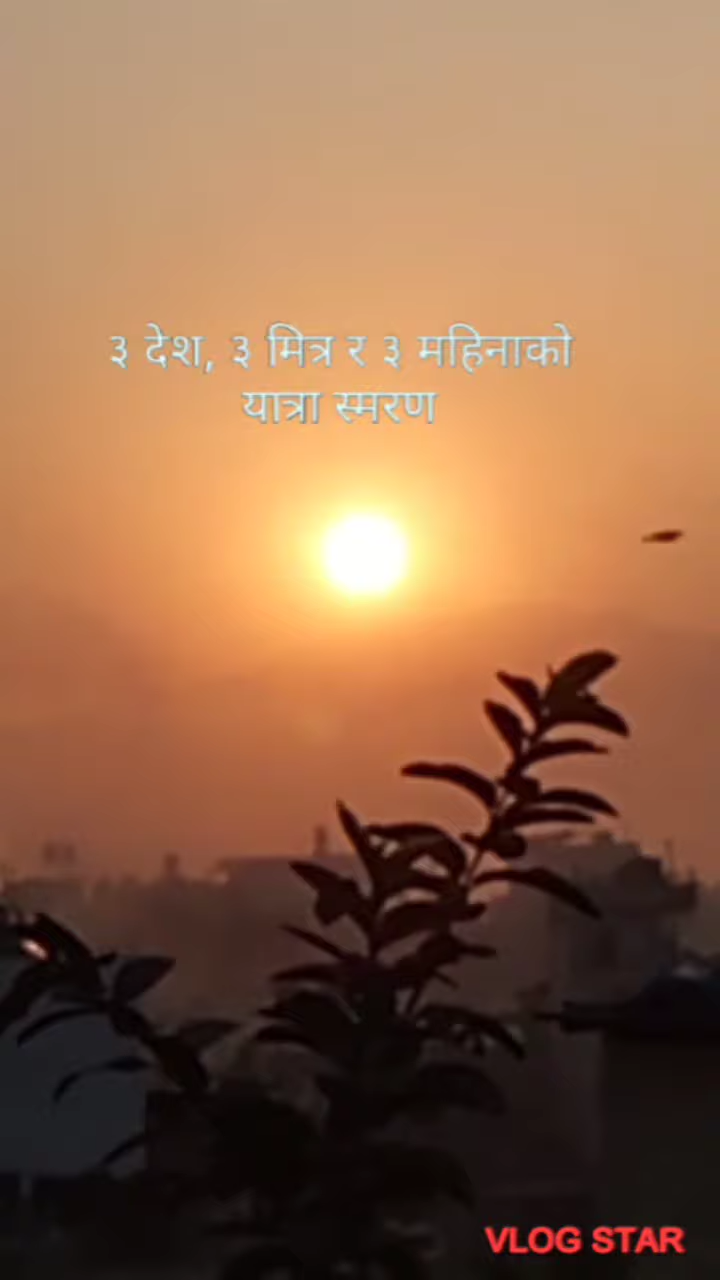 ३ देश, ३ मित्र र ३ महिनाको
यात्रा स्मरण
VLOG STAR